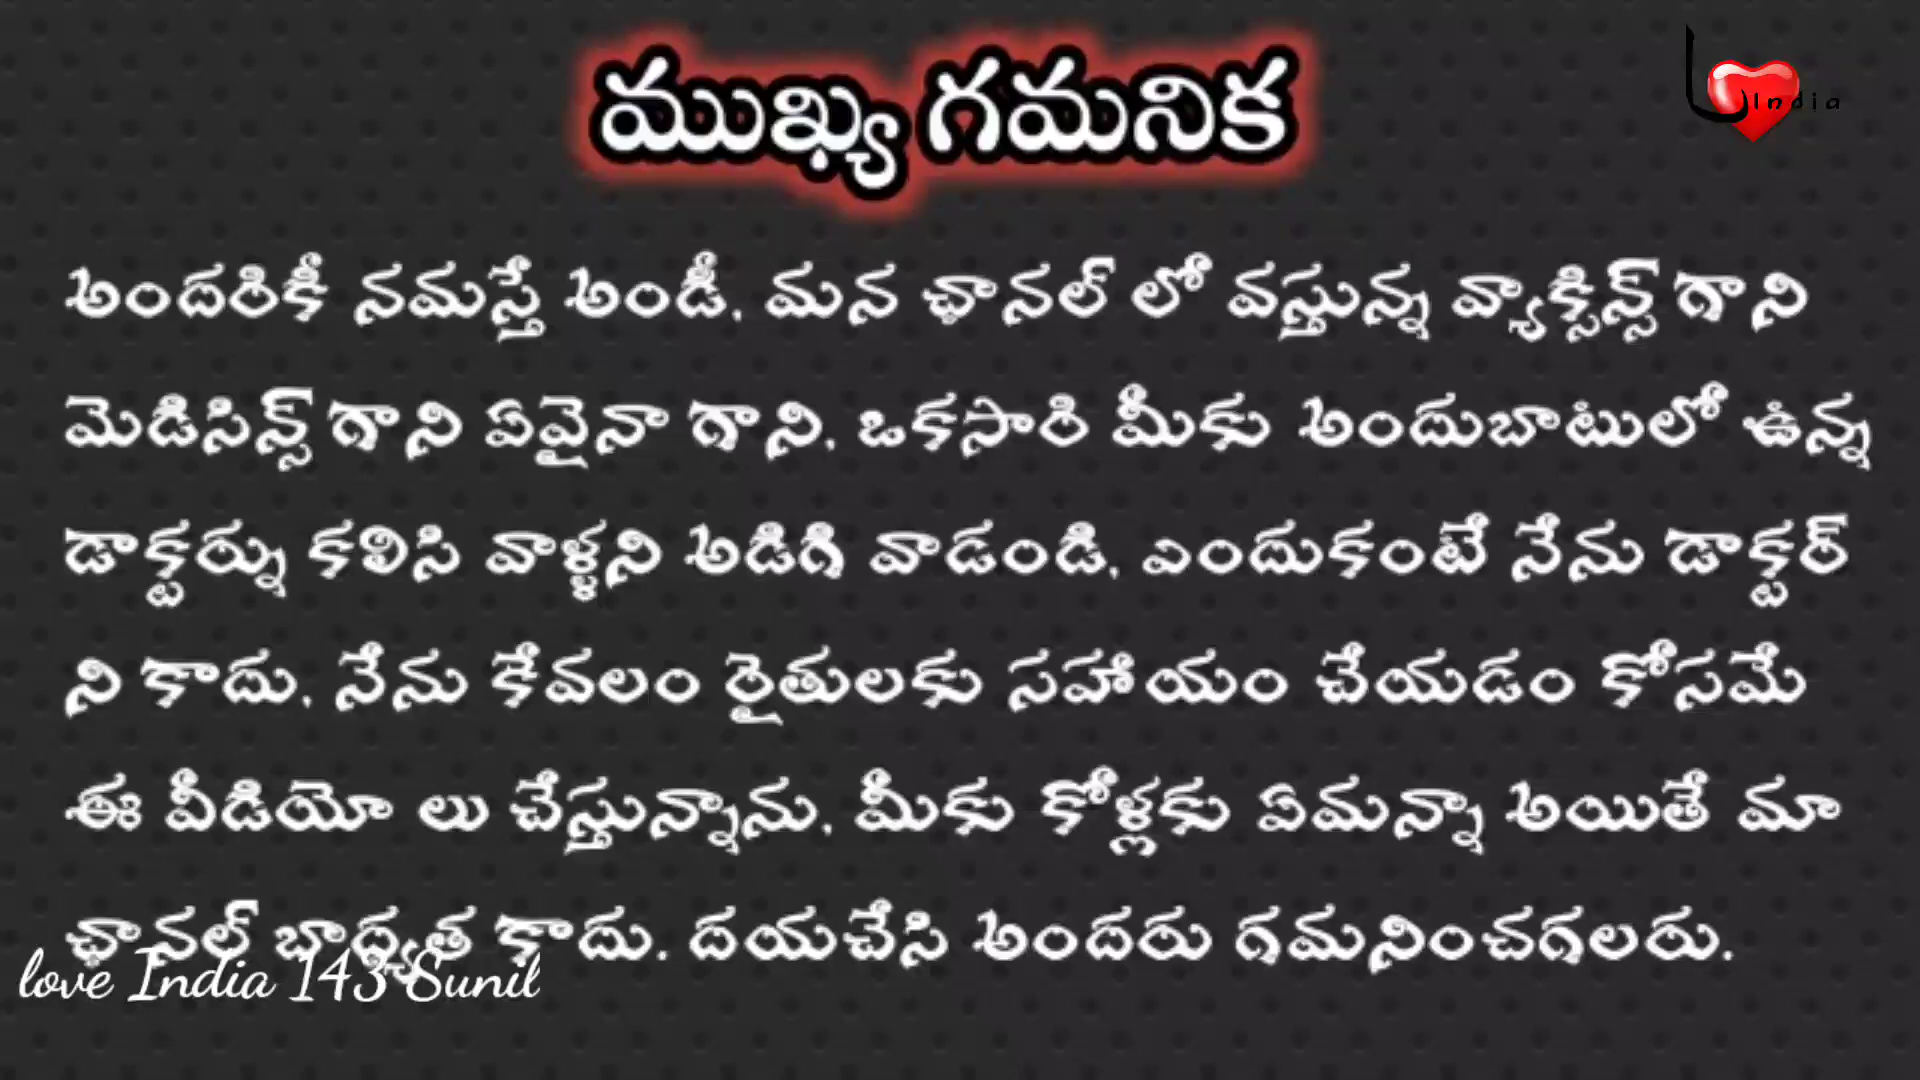 ముఖ్య గమనిక
India
అందరికీ నమస్తే అండీ. మన ఛానల్ లో వస్తున్న వ్యాక్సిన్స్ గాని
మెడిసిన్స్ గాని ఏవైనా గాని. ఒకసారి మీకు అందుబాటులో ఉన్న
డాక్టర్ను కలిసి వాళ్ళని అడిగి వాడండి. ఎందుకంటే నేను డాక్టర్
ని కాదు. నేను కేవలం రైతులకు సహాయం చేయడం కోసమే
ఈ వీడియో లు చేస్తున్నాను. మీకు కోళ్లకు ఏమన్నా అయితే మా
ఛానల్ బాధ్యత కాదు. దయచేసి అందరు గమనించగలరు.
love India 143 Sunil